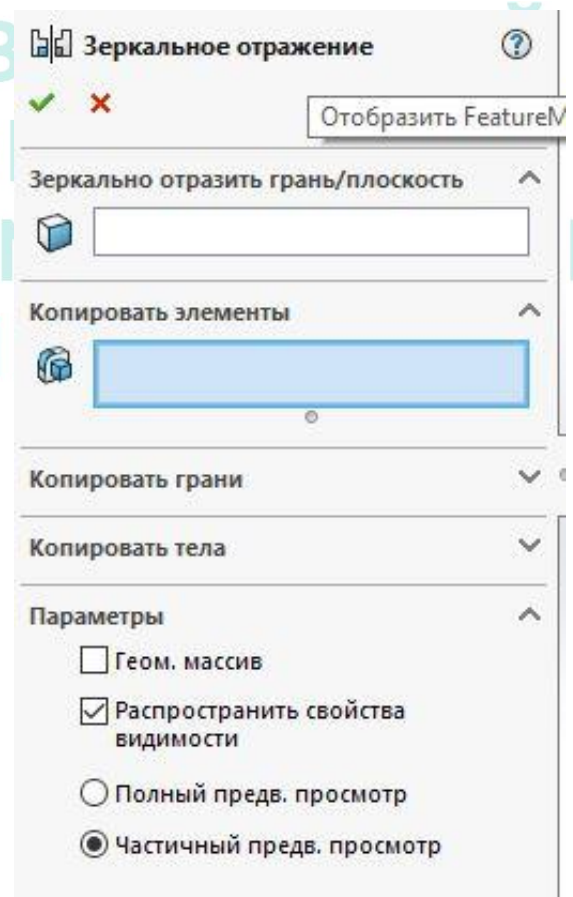 Зеркальное отражение
Отобразить FeatureM
Зеркально отразить грань/плоскость
Копировать элементы
Копировать грани
Копировать тела
Параметры
Геом. массив
Распространить свойства
видимости
Полный предв. просмотр
Частичный предв. просмотр